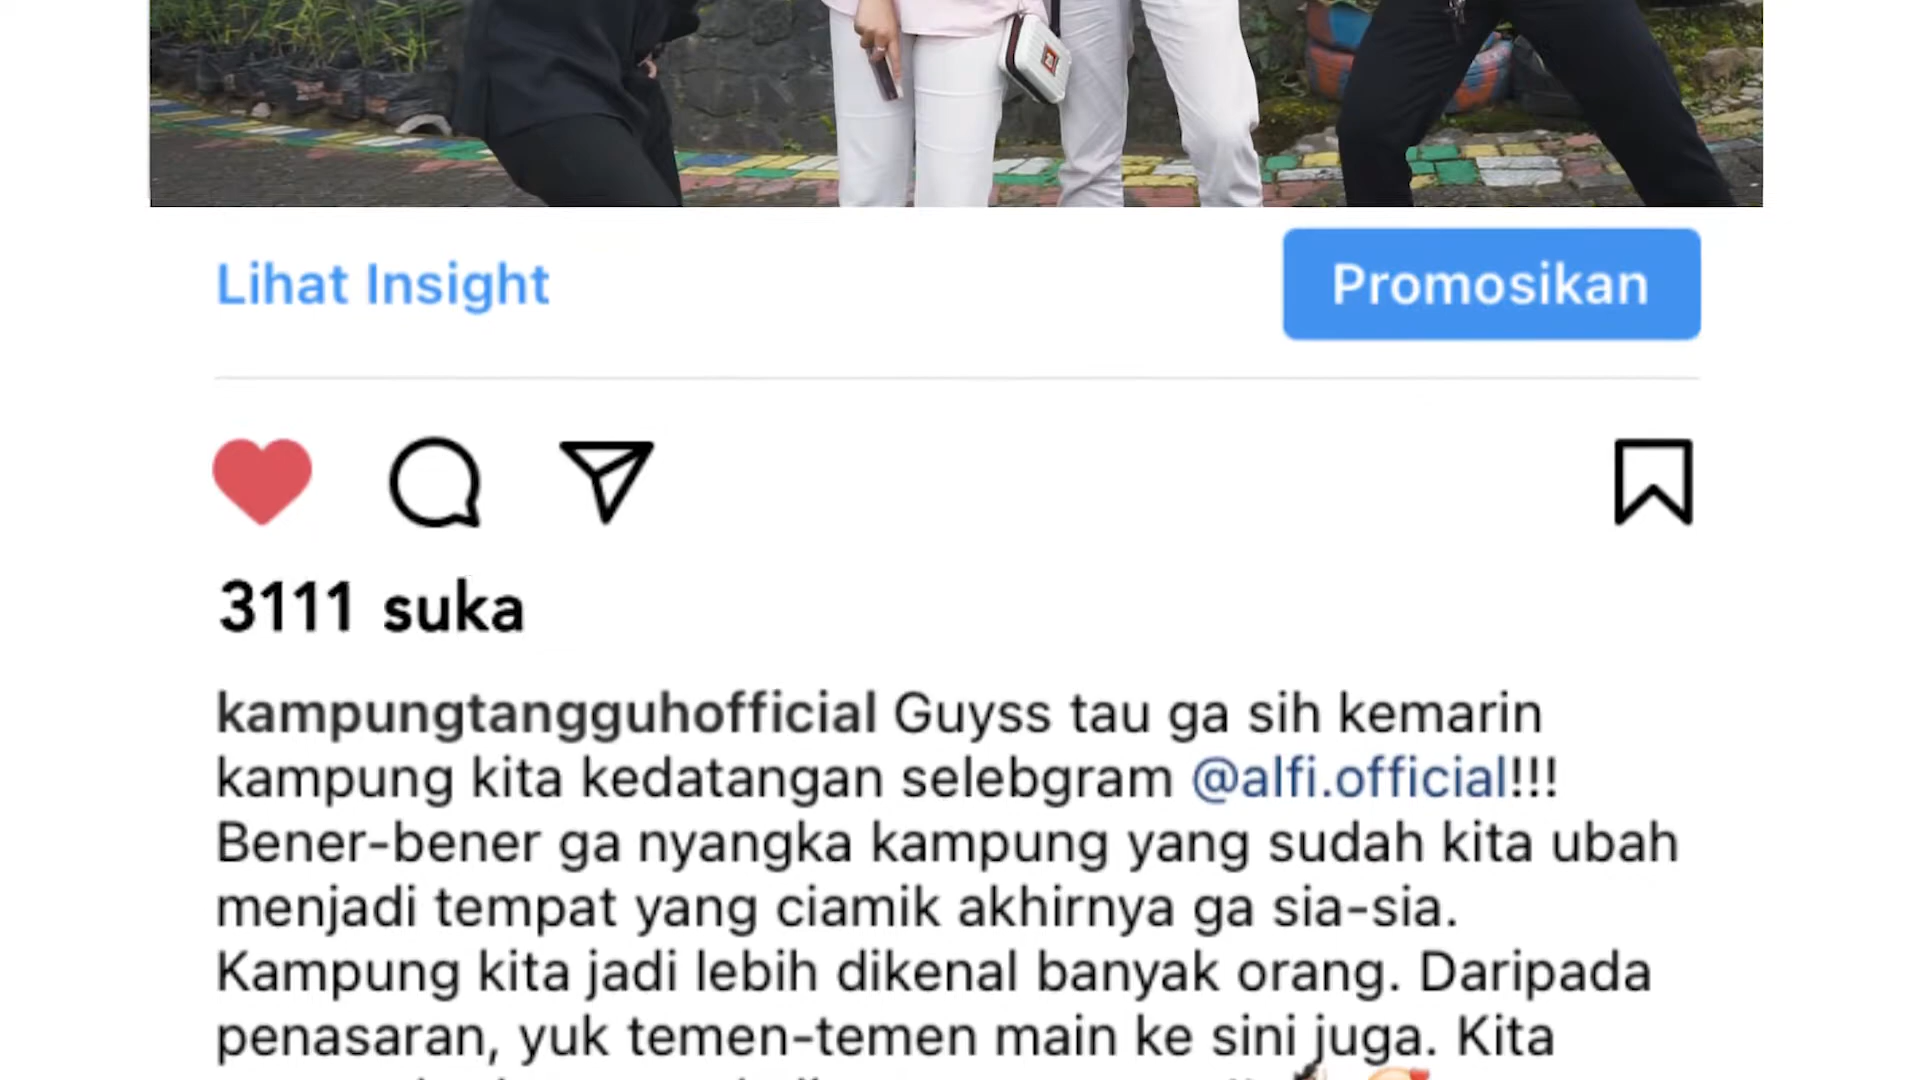 Lihat Insight
Promosikan
3111 suka
kampungtangguhofficial Guyss tau ga sih kemarin
kampung kita kedatangan selebgram @alfi.official!!!
Bener-bener ga nyangka kampung yang sudah kita ubah
menjadi tempat yang ciamik akhirnya ga sia-sia.
Kampung kita jadi lebih dikenal banyak orang. Daripada
penasaran, yuk temen-temen main ke sini juga. Kita